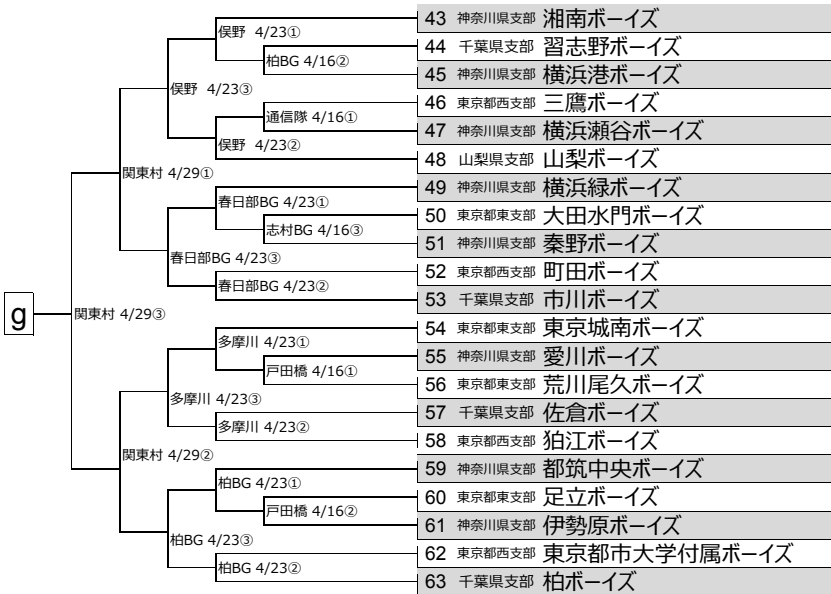 43 神奈川県支部 湘南ボーイズ
俣野 4/23①
44 千葉県支部 習志野ボーイズ
柏BG 4/16②
45 神奈川県支部 横浜港ボーイズ
俣野 4/23③
46 東京都西支部 三鷹ボーイズ
通信隊 4/16①
47 神奈川県支部 横浜瀬谷ボーイズ
俣野 4/23②
48 山梨県支部 山梨ボーイズ
関東村 4/29①
49 神奈川県支部 横浜緑ボーイズ
春日部BG 4/23①
50 東京都東支部 大田水門ボーイズ
志村BG 4/16③
51 神奈川県支部 秦野ボーイズ
春日部BG 4/23③
52 東京都西支部 町田ボーイズ
春日部BG 4/23②
53 千葉県支部 市川ボーイズ
g
関東村 4/29③
54 東京都東支部 東京城南ボーイズ
多摩川 4/23①
55 神奈川県支部 愛川ボーイズ
戸田橋 4/16①
56 東京都東支部 荒川尾久ボーイズ
多摩川 4/23③
57 千葉県支部 佐倉ボーイズ
多摩川 4/23②
58 東京都西支部 狛江ボーイズ
関東村 4/29②
59 神奈川県支部 都筑中央ボーイズ
柏BG 4/23①
60 東京都東支部 足立ボーイズ
戸田橋 4/16②
61 神奈川県支部 伊勢原ボーイズ
柏BG 4/23③
62 東京都西支部 東京都市大学付属ボーイズ
柏BG 4/23②
63 千葉県支部 柏ボーイズ